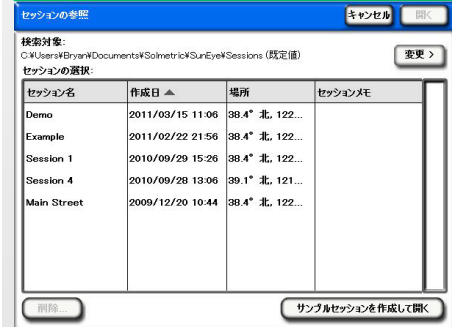 セッションの参照 キャンセル 開く
検索対象:
C:¥Users¥Bryan¥Documents¥Solmetric¥SunEye¥Sessions (既定値) 変更 >
セッションの選択:
セッション名 作成日 ▲ 場所 セッションメモ
Demo 2011/03/15 11:06 38.4° 北, 122...
Example 2011/02/22 21:56 38.4° 北, 122...
Session 1 2010/09/29 15:26 38.4° 北, 122...
Session 4 2010/09/28 13:06 39.1° 北, 121...
Main Street 2009/12/20 10:44 38.4° 北, 122...
削除... サンプルセッションを作成して開く